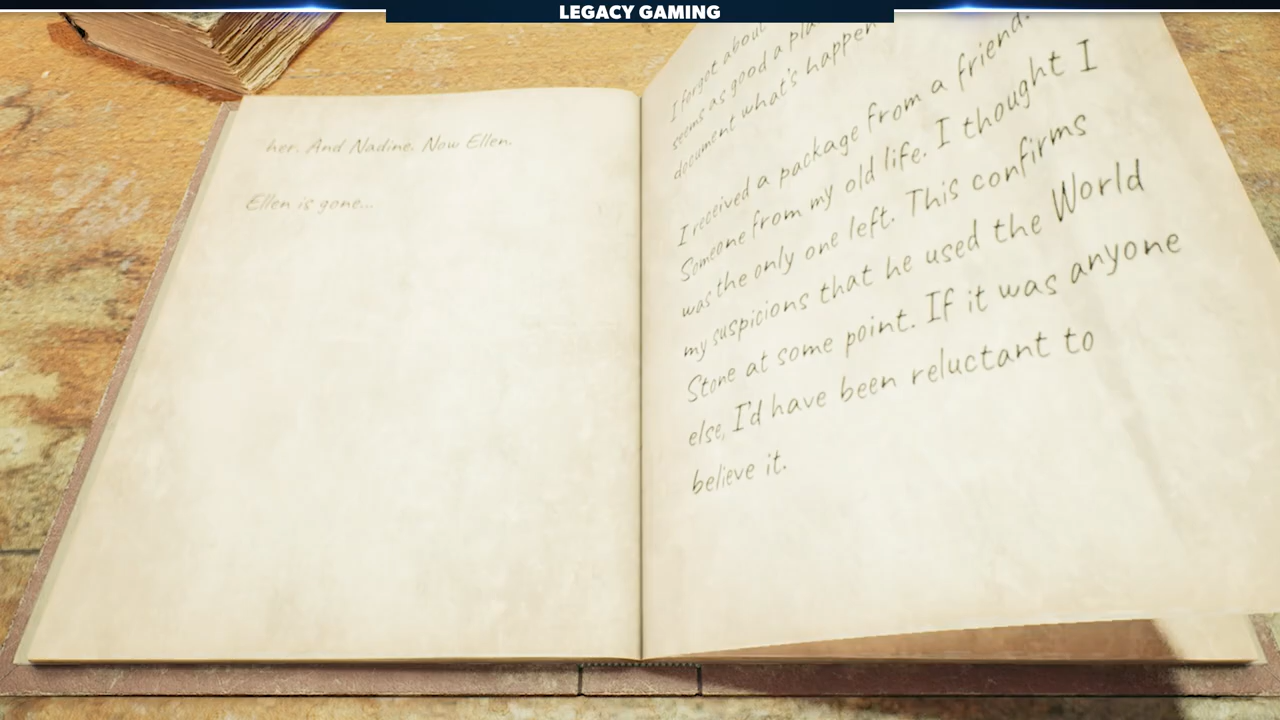 LEGACY GAMING
her. And Nadine. Now Ellen.
Ellen is gone...
I forgot about
seems as good a
document what's happen
I received a package from a friend.
Someone from my old life. I thought I
was the only one left. This confirms
my suspicions that he used the World
Stone at some point. If it was anyone
else, I'd have been reluctant to
believe it.